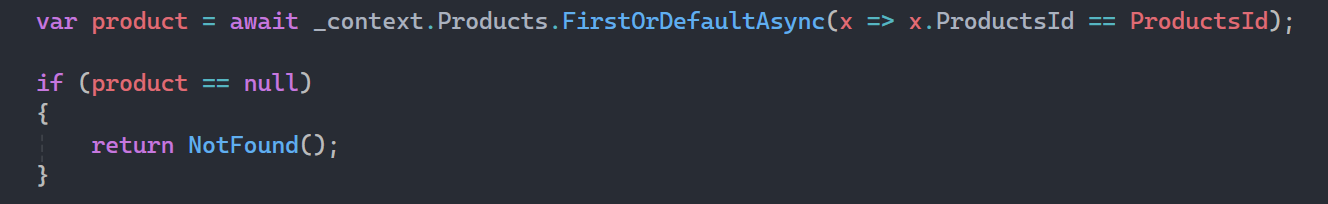 var product = await _context.Products.FirstOrDefaultAsync(x => x.ProductsId == ProductsId);
if (product == null)
{
return NotFound();
}